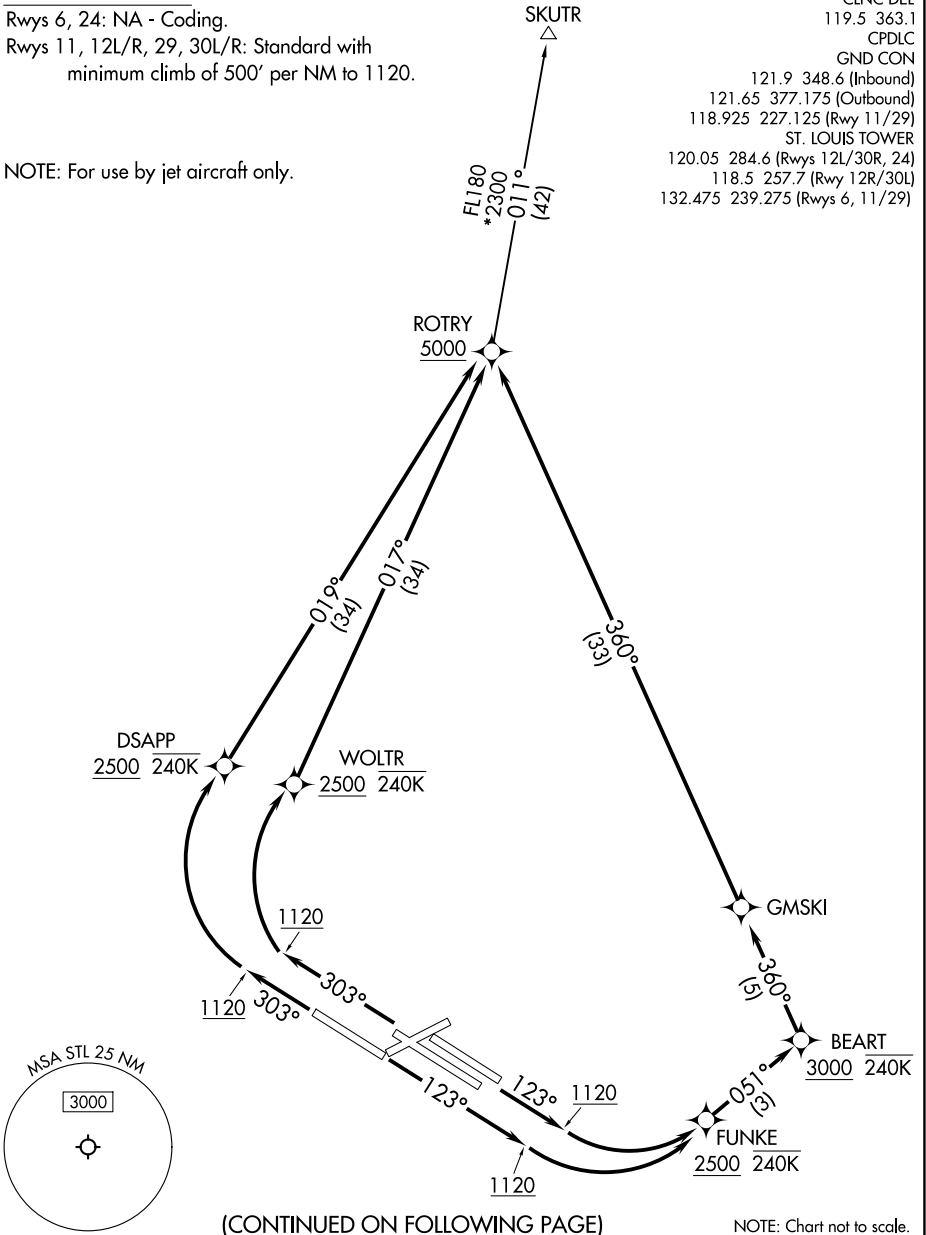 Rwys 6, 24: NA - Coding.
Rwys 11, 12L/R, 29, 30L/R: Standard with
minimum climb of 500' per NM to 1120.
NOTE: For use by jet aircraft only.
119.5 363.1
CPDLC
GND CON
121.9 348.6 (Inbound)
121.65 377.175 (Outbound)
118.925 227.125 (Rwy 11/29)
ST. LOUIS TOWER
120.05 284.6 (Rwys 12L/30R, 24)
118.5 257.7 (Rwy 12R/30L)
132.475 239.275 (Rwys 6, 11/29)
SKUTR
FL180
*2300
011°
(42)
ROTRY
5000
019°
(34)
017°
(34)
360°
(33)
DSAPP
2500 240K
WOLTR
2500 240K
GMSKI
360°
(5)
1120
303°
1120
303°
BEART
3000 240K
051°
(3)
123°
1120
123°
1120
FUNKE
2500 240K
MSA STL 25 NM
3000
(CONTINUED ON FOLLOWING PAGE)
NOTE: Chart not to scale.